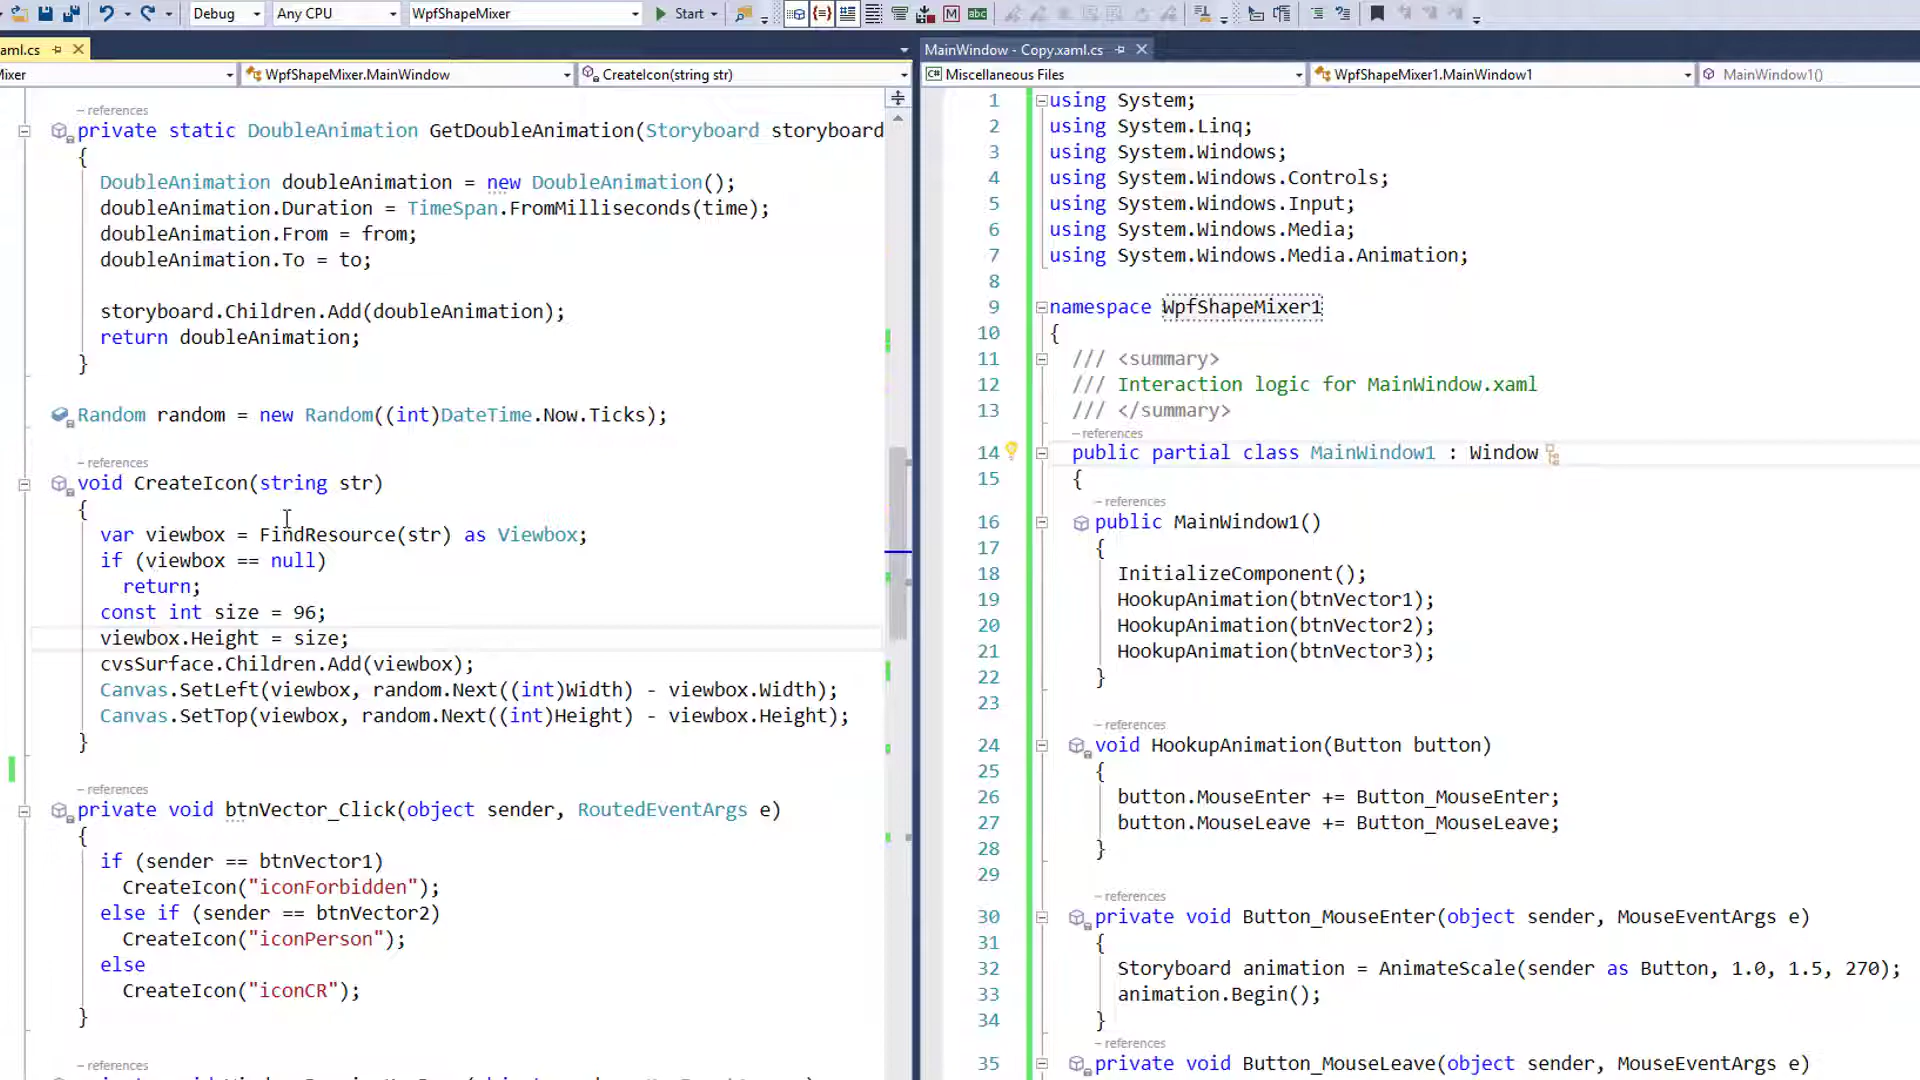 Debug Any CPU WpfShapeMixer Start
aml.cs
ixer WpfShapeMixer.MainWindow CreateIcon(string str)
– references
private static DoubleAnimation GetDoubleAnimation(Storyboard storyboard
{
DoubleAnimation doubleAnimation = new DoubleAnimation();
doubleAnimation.Duration = TimeSpan.FromMilliseconds(time);
doubleAnimation.From = from;
doubleAnimation.To = to;
storyboard.Children.Add(doubleAnimation);
return doubleAnimation;
}
Random random = new Random((int)DateTime.Now.Ticks);
– references
void CreateIcon(string str)
{
var viewbox = FindResource(str) as Viewbox;
if (viewbox == null)
return;
const int size = 96;
viewbox.Height = size;
cvsSurface.Children.Add(viewbox);
Canvas.SetLeft(viewbox, random.Next((int)Width) - viewbox.Width);
Canvas.SetTop(viewbox, random.Next((int)Height) - viewbox.Height);
}
– references
private void btnVector_Click(object sender, RoutedEventArgs e)
{
if (sender == btnVector1)
CreateIcon("iconForbidden");
else if (sender == btnVector2)
CreateIcon("iconPerson");
else
CreateIcon("iconCR");
}
– references
MainWindow - Copy.xaml.cs
Miscellaneous Files WpfShapeMixer1.MainWindow1 MainWindow1()
1 using System;
2 using System.Linq;
3 using System.Windows;
4 using System.Windows.Controls;
5 using System.Windows.Input;
6 using System.Windows.Media;
7 using System.Windows.Media.Animation;
8
9 namespace WpfShapeMixer1
10 {
11 /// <summary>
12 /// Interaction logic for MainWindow.xaml
13 /// </summary>
– references
14 public partial class MainWindow1 : Window
15 {
– references
16 public MainWindow1()
17 {
18 InitializeComponent();
19 HookupAnimation(btnVector1);
20 HookupAnimation(btnVector2);
21 HookupAnimation(btnVector3);
22 }
23
– references
24 void HookupAnimation(Button button)
25 {
26 button.MouseEnter += Button_MouseEnter;
27 button.MouseLeave += Button_MouseLeave;
28 }
29
– references
30 private void Button_MouseEnter(object sender, MouseEventArgs e)
31 {
32 Storyboard animation = AnimateScale(sender as Button, 1.0, 1.5, 270);
33 animation.Begin();
34 }
– references
35 private void Button_MouseLeave(object sender, MouseEventArgs e)